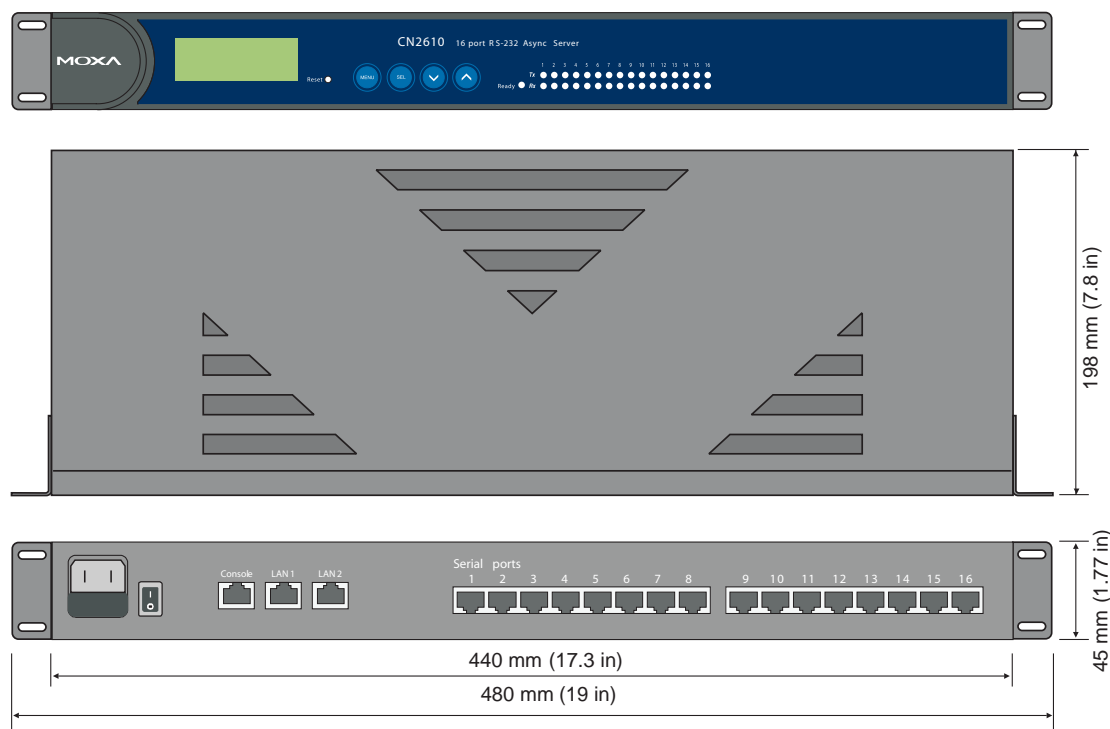 MOXA
CN2610 16 port RS-232 Async Server
Reset
MENU SEL
1 2 3 4 5 6 7 8 9 10 11 12 13 14 15 16
Tx
Ready Rx
198 mm (7.8 in)
Console LAN 1 LAN 2
Serial ports
1 2 3 4 5 6 7 8 9 10 11 12 13 14 15 16
45 mm (1.77 in)
440 mm (17.3 in)
480 mm (19 in)